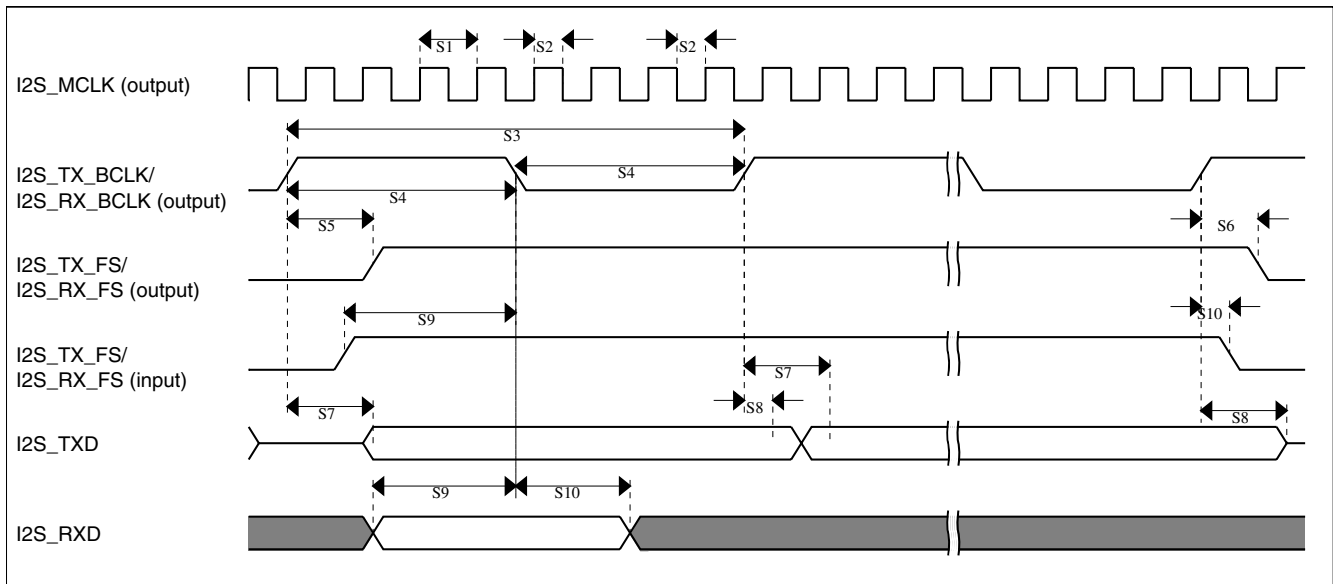 S1
S2
S2
I2S_MCLK (output)
S3
I2S_TX_BCLK/
I2S_RX_BCLK (output)
S4
S4
S5
S6
I2S_TX_FS/
I2S_RX_FS (output)
S9
S10
I2S_TX_FS/
I2S_RX_FS (input)
S7
S7
S8
S8
I2S_TXD
S9
S10
I2S_RXD